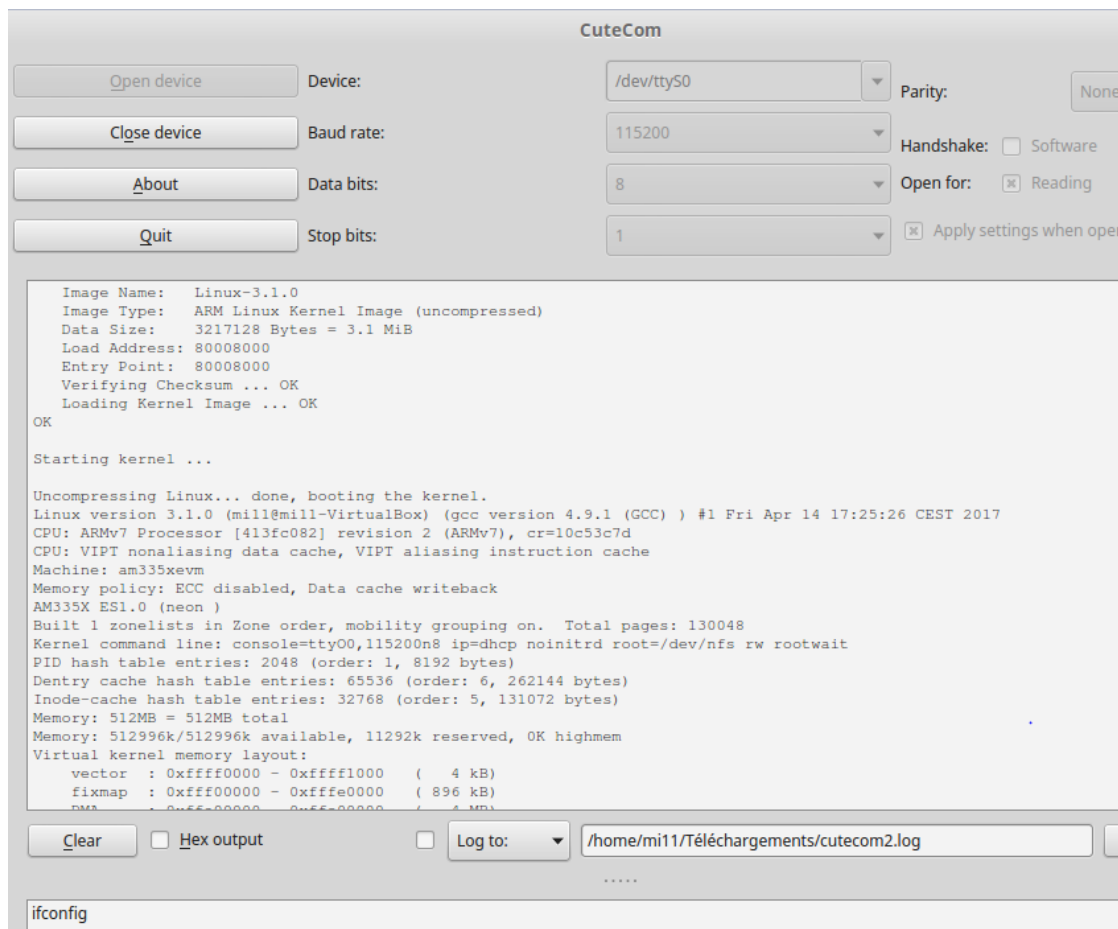 CuteCom
Open device Device: /dev/ttyS0 Parity: None
Close device Baud rate: 115200 Handshake: Software
About Data bits: 8 Open for: Reading
Quit Stop bits: 1 Apply settings when oper
Image Name: Linux-3.1.0
Image Type: ARM Linux Kernel Image (uncompressed)
Data Size: 3217128 Bytes = 3.1 MiB
Load Address: 80008000
Entry Point: 80008000
Verifying Checksum ... OK
Loading Kernel Image ... OK
OK
Starting kernel ...
Uncompressing Linux... done, booting the kernel.
Linux version 3.1.0 (mi11@mi11-VirtualBox) (gcc version 4.9.1 (GCC) ) #1 Fri Apr 14 17:25:26 CEST 2017
CPU: ARMv7 Processor [413fc082] revision 2 (ARMv7), cr=10c53c7d
CPU: VIPT nonaliasing data cache, VIPT aliasing instruction cache
Machine: am335xevm
Memory policy: ECC disabled, Data cache writeback
AM335X ES1.0 (neon )
Built 1 zonelists in Zone order, mobility grouping on. Total pages: 130048
Kernel command line: console=ttyO0,115200n8 ip=dhcp noinitrd root=/dev/nfs rw rootwait
PID hash table entries: 2048 (order: 1, 8192 bytes)
Dentry cache hash table entries: 65536 (order: 6, 262144 bytes)
Inode-cache hash table entries: 32768 (order: 5, 131072 bytes)
Memory: 512MB = 512MB total
Memory: 512996k/512996k available, 11292k reserved, 0K highmem
Virtual kernel memory layout:
vector : 0xffff0000 - 0xffff1000 ( 4 kB)
fixmap : 0xfff00000 - 0xfffe0000 ( 896 kB)
Clear Hex output Log to: /home/mi11/Téléchargements/cutecom2.log
ifconfig